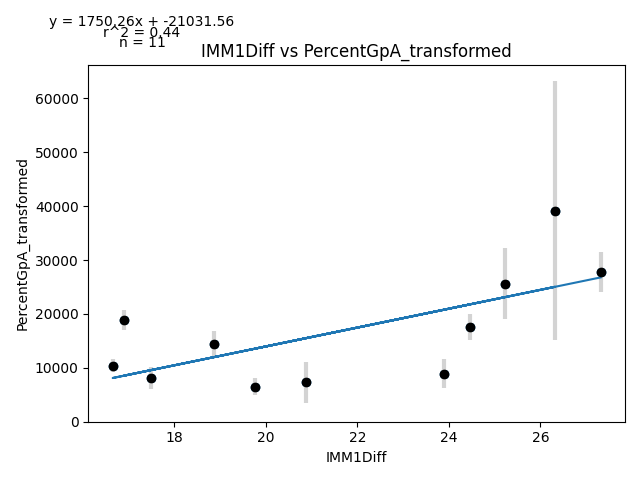 y = 1750.26x + -21031.56
r^2 = 0.44
n = 11
IMM1Diff vs PercentGpA_transformed
PercentGpA_transformed
60000
50000
40000
30000
20000
10000
0
18 20 22 24 26
IMM1Diff